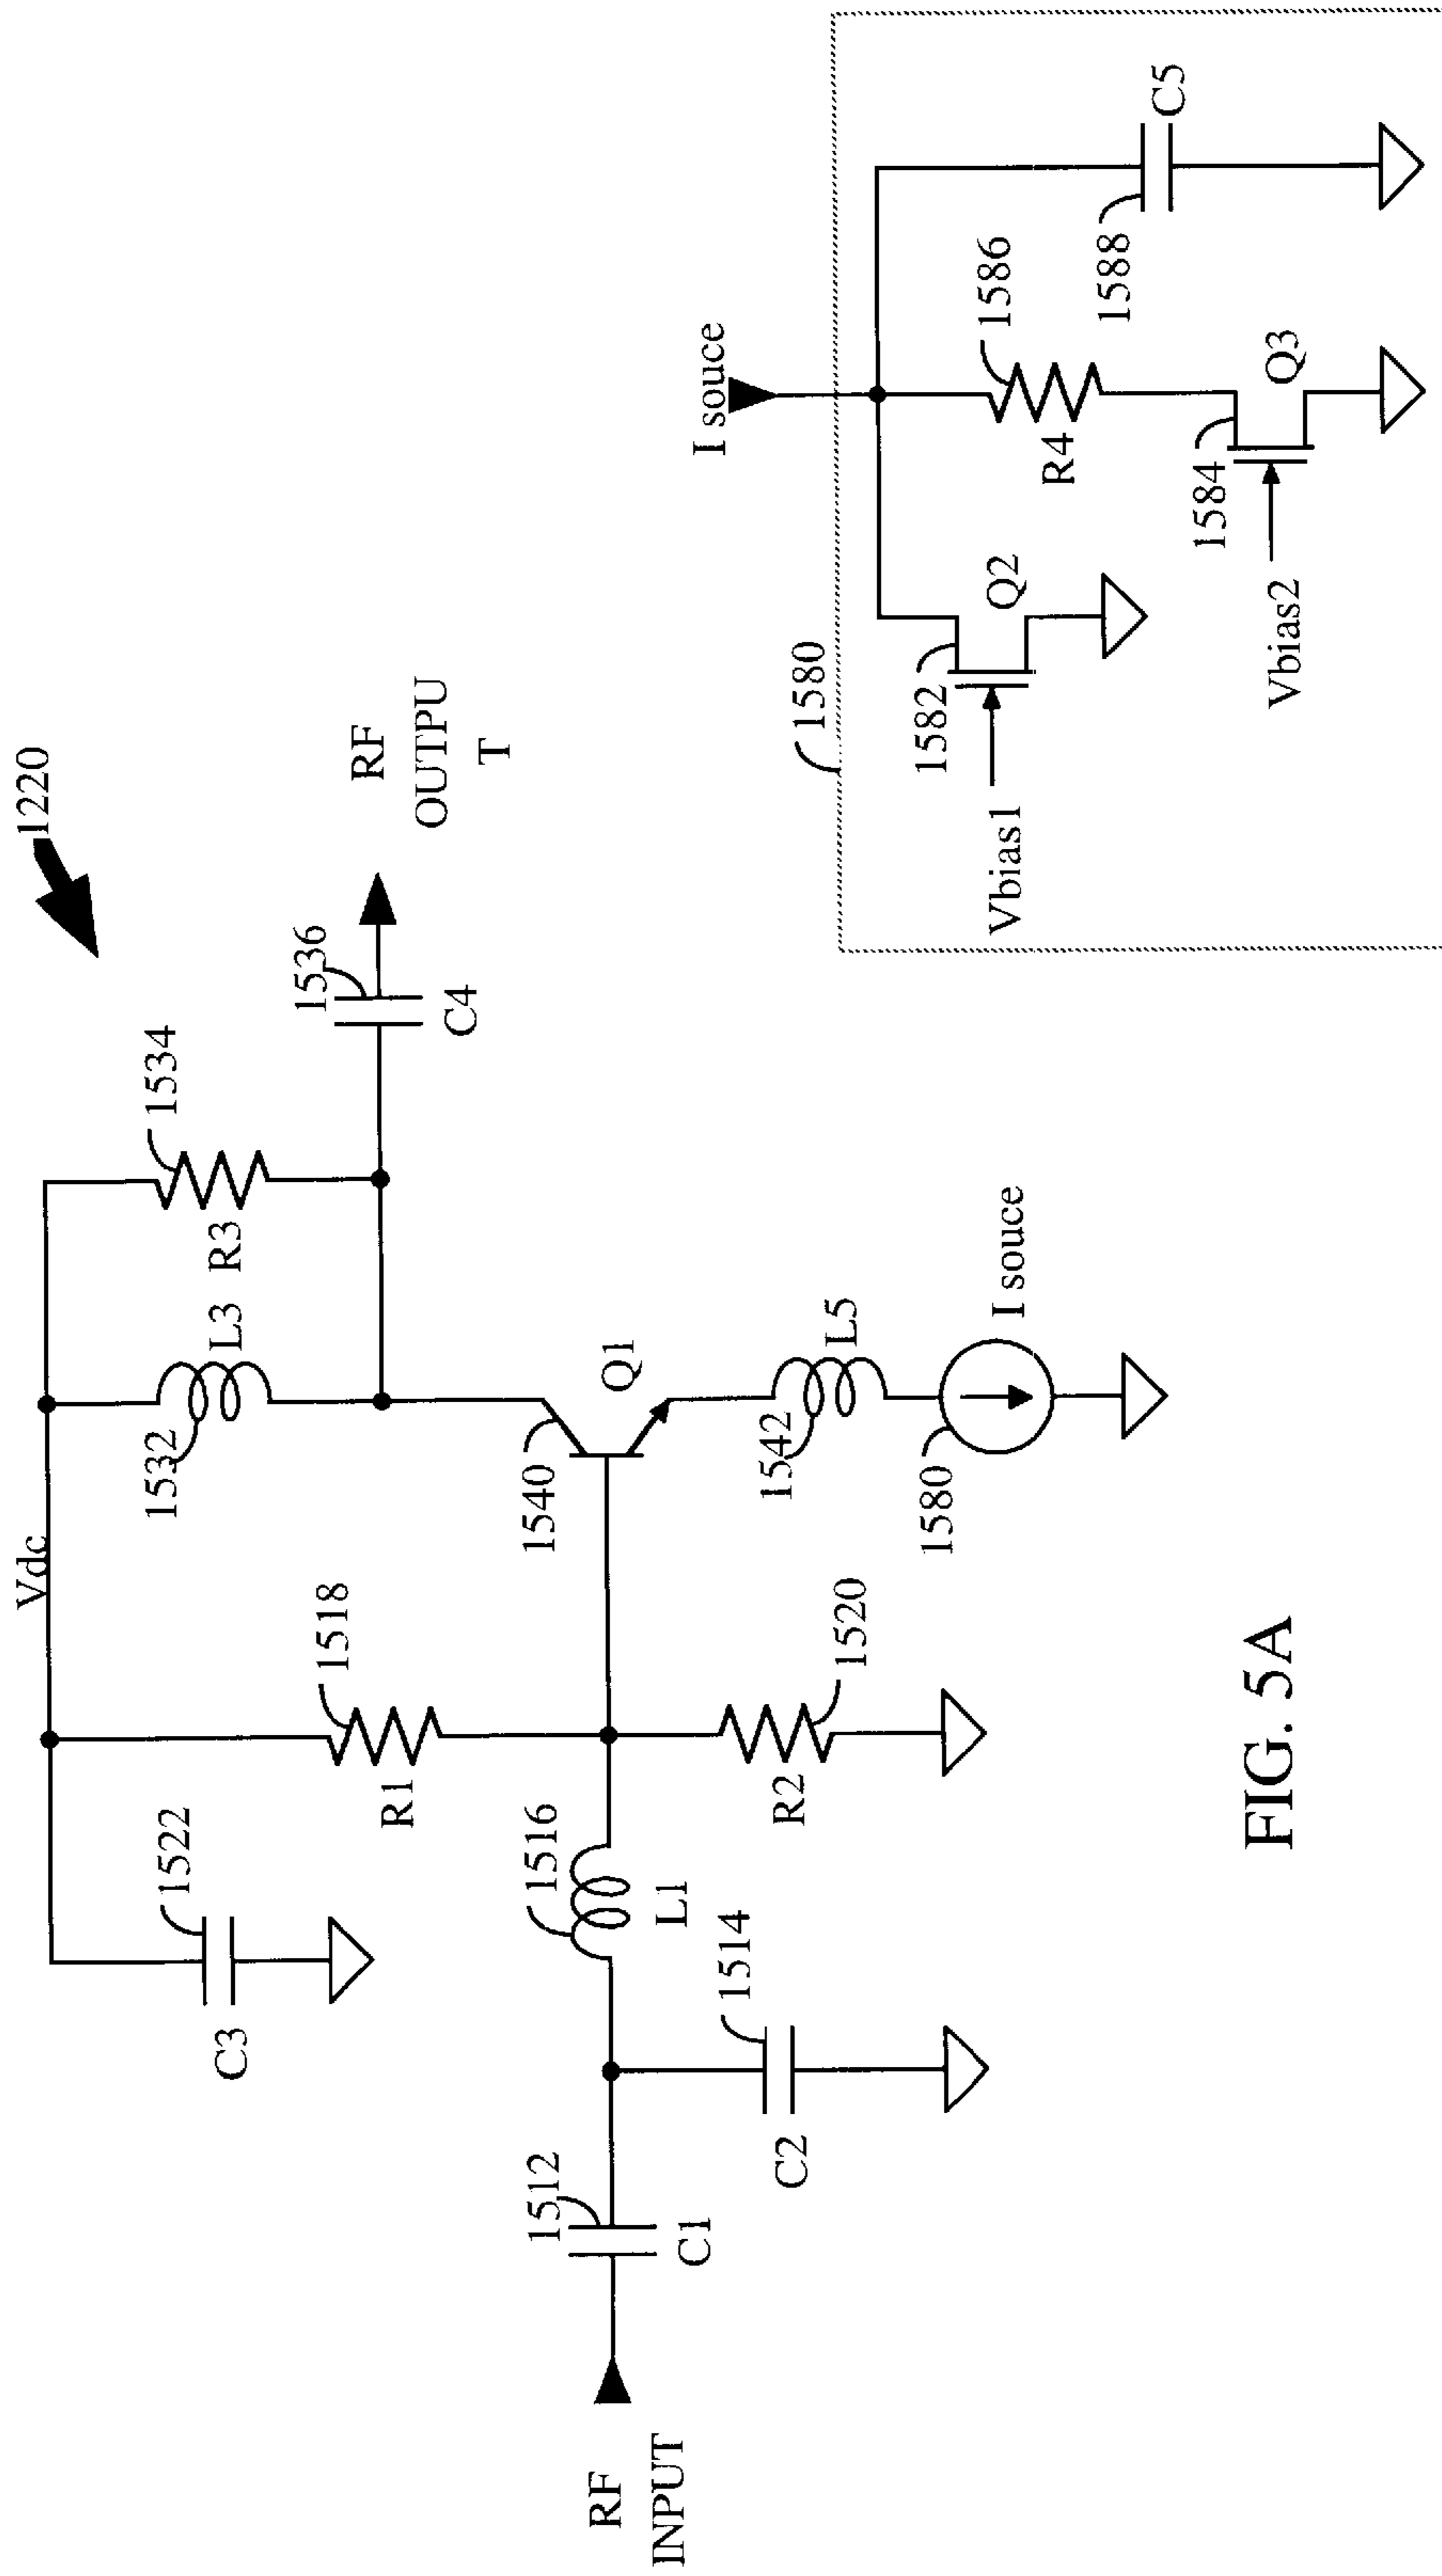 1220
Vdc
1522
C3
1518
R1
1532
L3
1534
R3
1536
C4
RF
OUTPU
T
RF
INPUT
1512
C1
1514
C2
1516
L1
1520
R2
1540
Q1
1542
L5
1580
I souce
1580
I souce
1582
Q2
Vbias1
1586
R4
1584
Q3
Vbias2
1588
C5
FIG. 5A